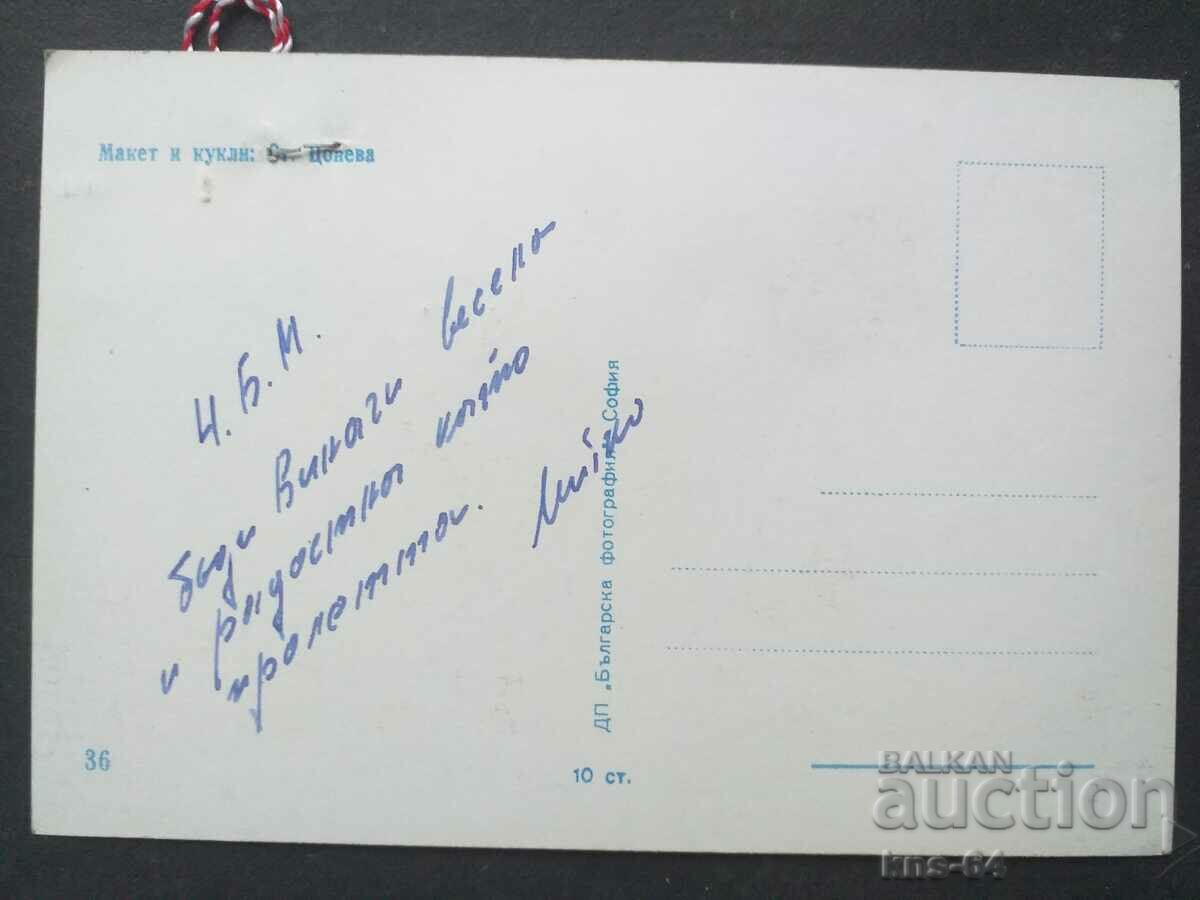 Макет и кукли: Цонева
Ч.Б.М.
бъди винаги весела
и радостна като
пролетта.
Митко
ДП „Българска фотография“ София
36
10 ст.
BALKAN
auction
kns-64